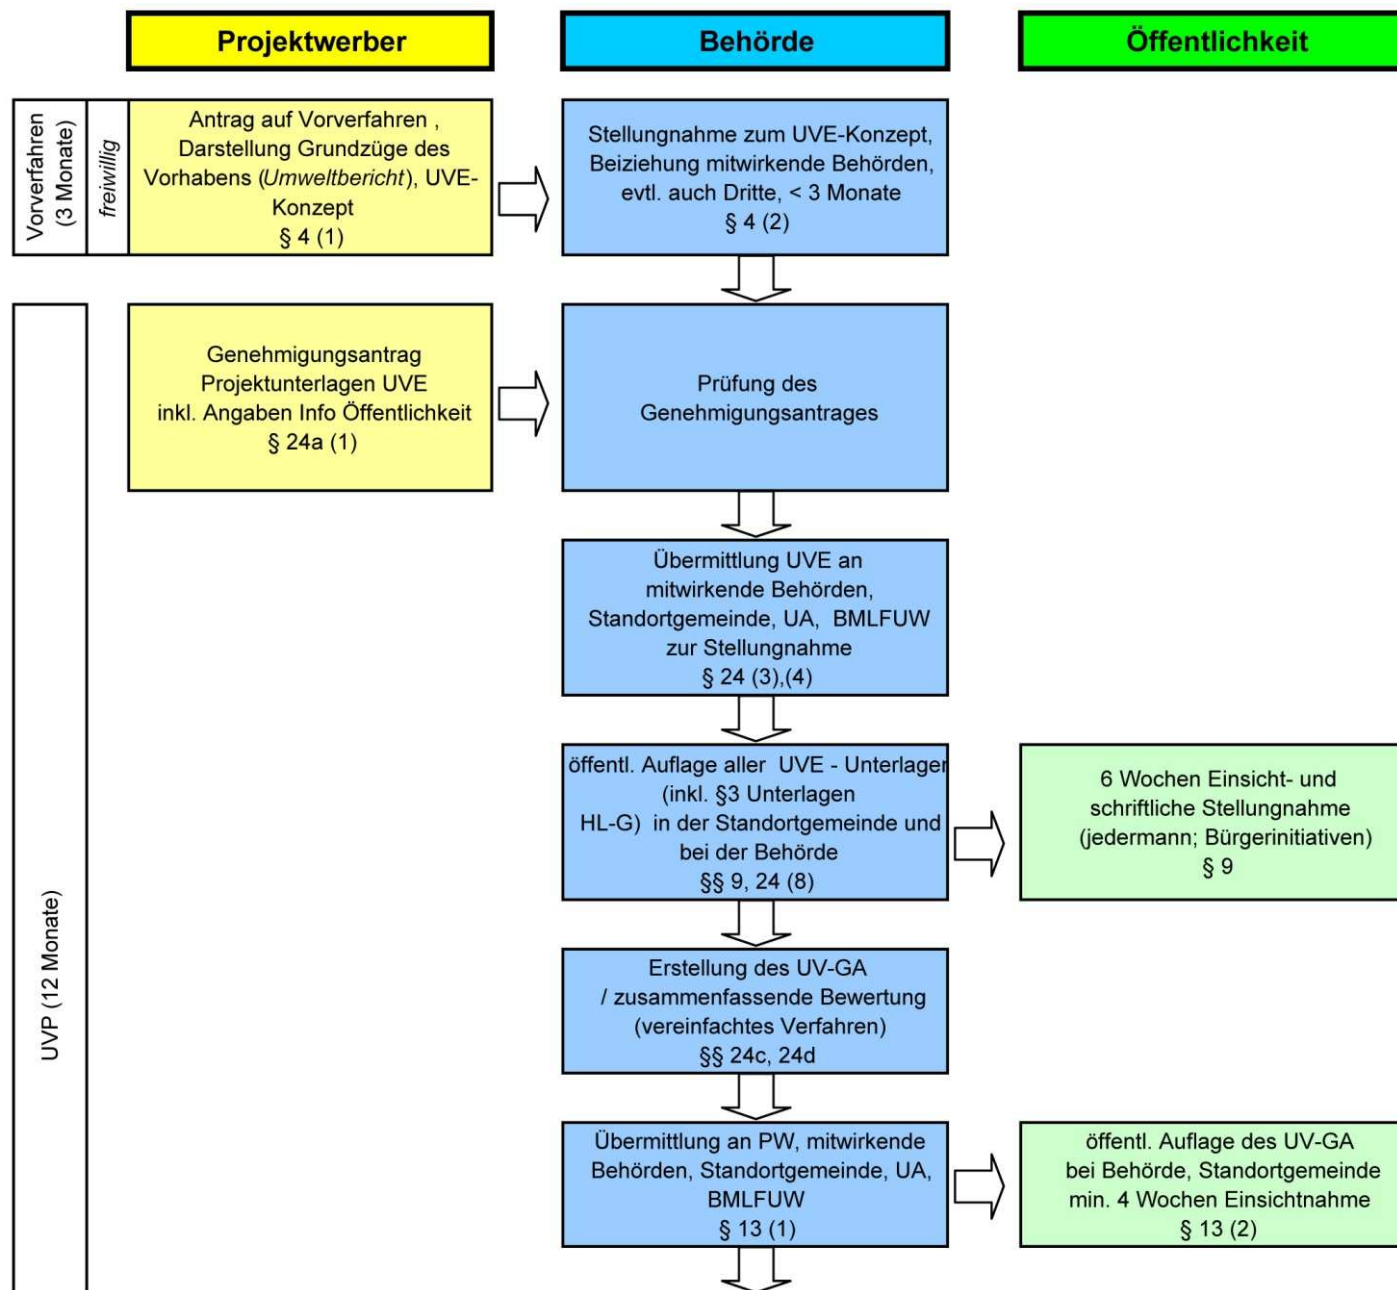 Projektwerber
Behörde
Öffentlichkeit
Vorverfahren
(3 Monate)
freiwillig
Antrag auf Vorverfahren ,
Darstellung Grundzüge des
Vorhabens (Umweltbericht), UVE-
Konzept
§ 4 (1)
Stellungnahme zum UVE-Konzept,
Beiziehung mitwirkende Behörden,
evtl. auch Dritte, < 3 Monate
§ 4 (2)
UVP (12 Monate)
Genehmigungsantrag
Projektunterlagen UVE
inkl. Angaben Info Öffentlichkeit
§ 24a (1)
Prüfung des
Genehmigungsantrages
Übermittlung UVE an
mitwirkende Behörden,
Standortgemeinde, UA, BMLFUW
zur Stellungnahme
§ 24 (3),(4)
öffentl. Auflage aller UVE - Unterlagen
(inkl. §3 Unterlagen
HL-G) in der Standortgemeinde und
bei der Behörde
§§ 9, 24 (8)
6 Wochen Einsicht- und
schriftliche Stellungnahme
(jedermann; Bürgerinitiativen)
§ 9
Erstellung des UV-GA
/ zusammenfassende Bewertung
(vereinfachtes Verfahren)
§§ 24c, 24d
Übermittlung an PW, mitwirkende
Behörden, Standortgemeinde, UA,
BMLFUW
§ 13 (1)
öffentl. Auflage des UV-GA
bei Behörde, Standortgemeinde
min. 4 Wochen Einsichtnahme
§ 13 (2)